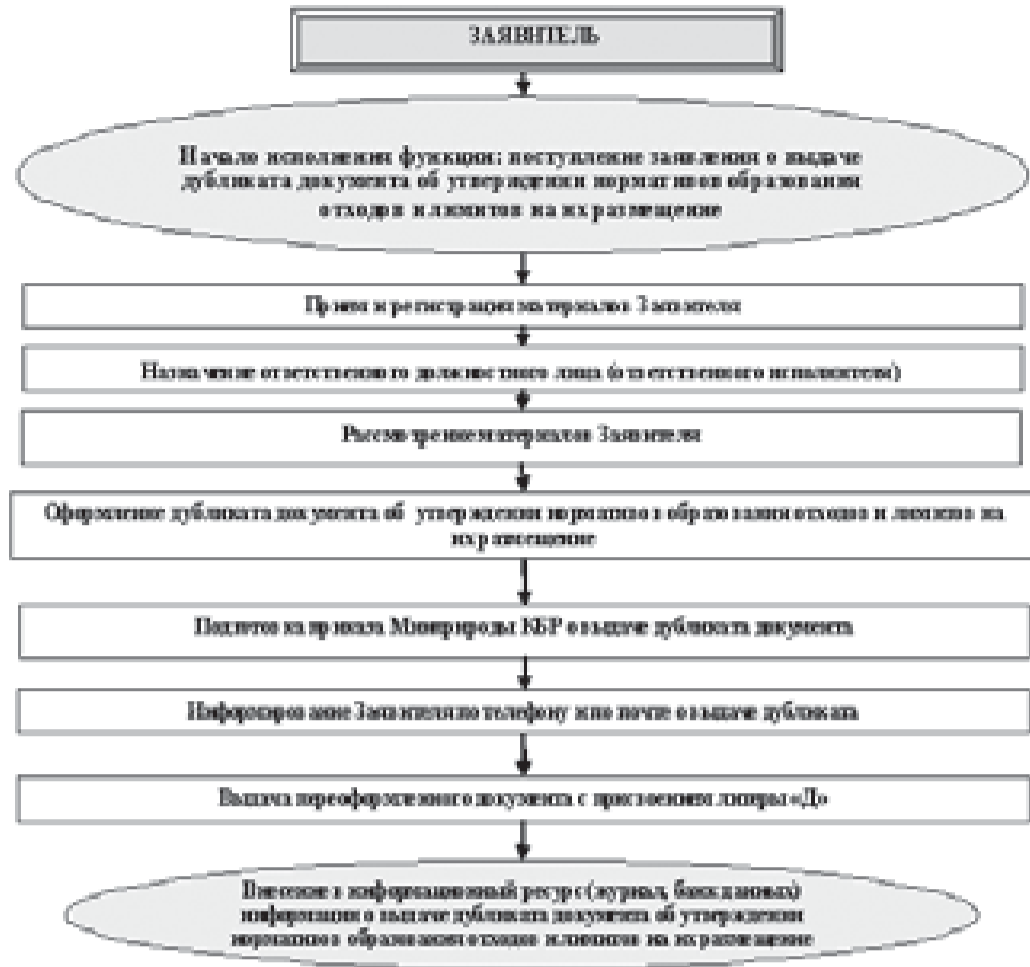 ЗАЯВИТЕЛЬ
Начало исполнения функции: поступление заявления о выдаче
дубликата документа об утверждении нормативов образования
отходов и лимитов на их размещение
Прием и регистрация материалов Заявителя
Назначение ответственного должностного лица (ответственного исполнителя)
Рассмотрение материалов Заявителя
Оформление дубликата документа об утверждении нормативов образования отходов и лимитов на
их размещение
Подготовка приказа Минприроды КБР о выдаче дубликата документа
Информирование Заявителя по телефону и по почте о выдаче дубликата
Выдача переоформленного документа с присвоением литеры «Д»
Внесение в информационный ресурс (журнал, банк данных)
информации о выдаче дубликата документа об утверждении
нормативов образования отходов и лимитов на их размещение